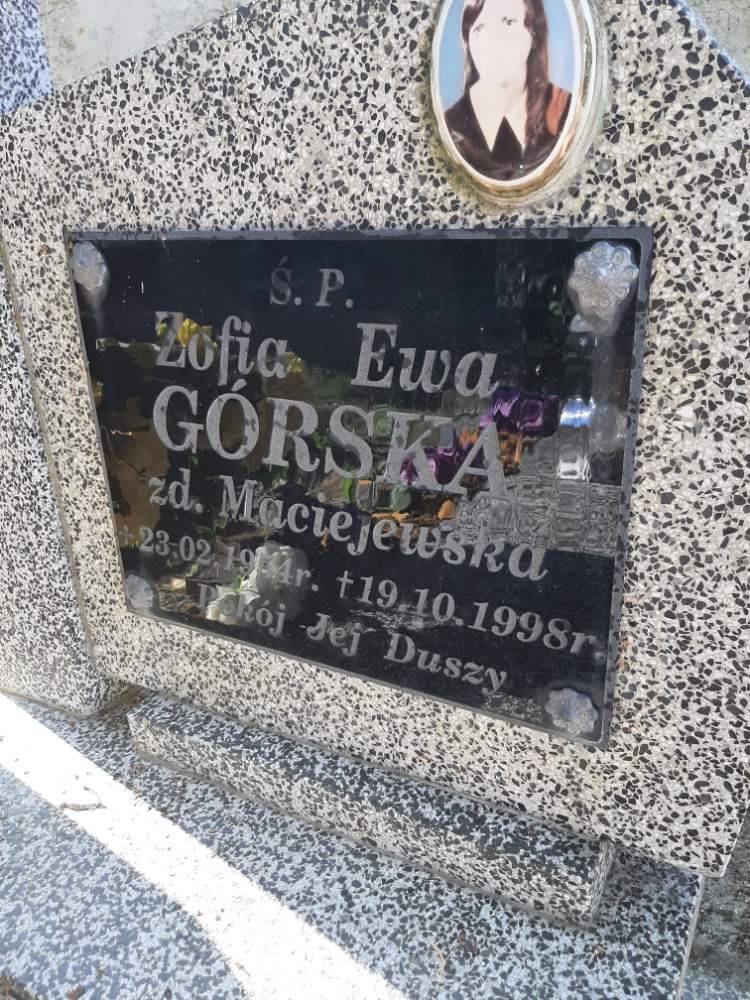 Ś. P.
Zofia Ewa
GÓRSKA
zd. Maciejewska
† 19.10.1998r.
Pokój Jej Duszy